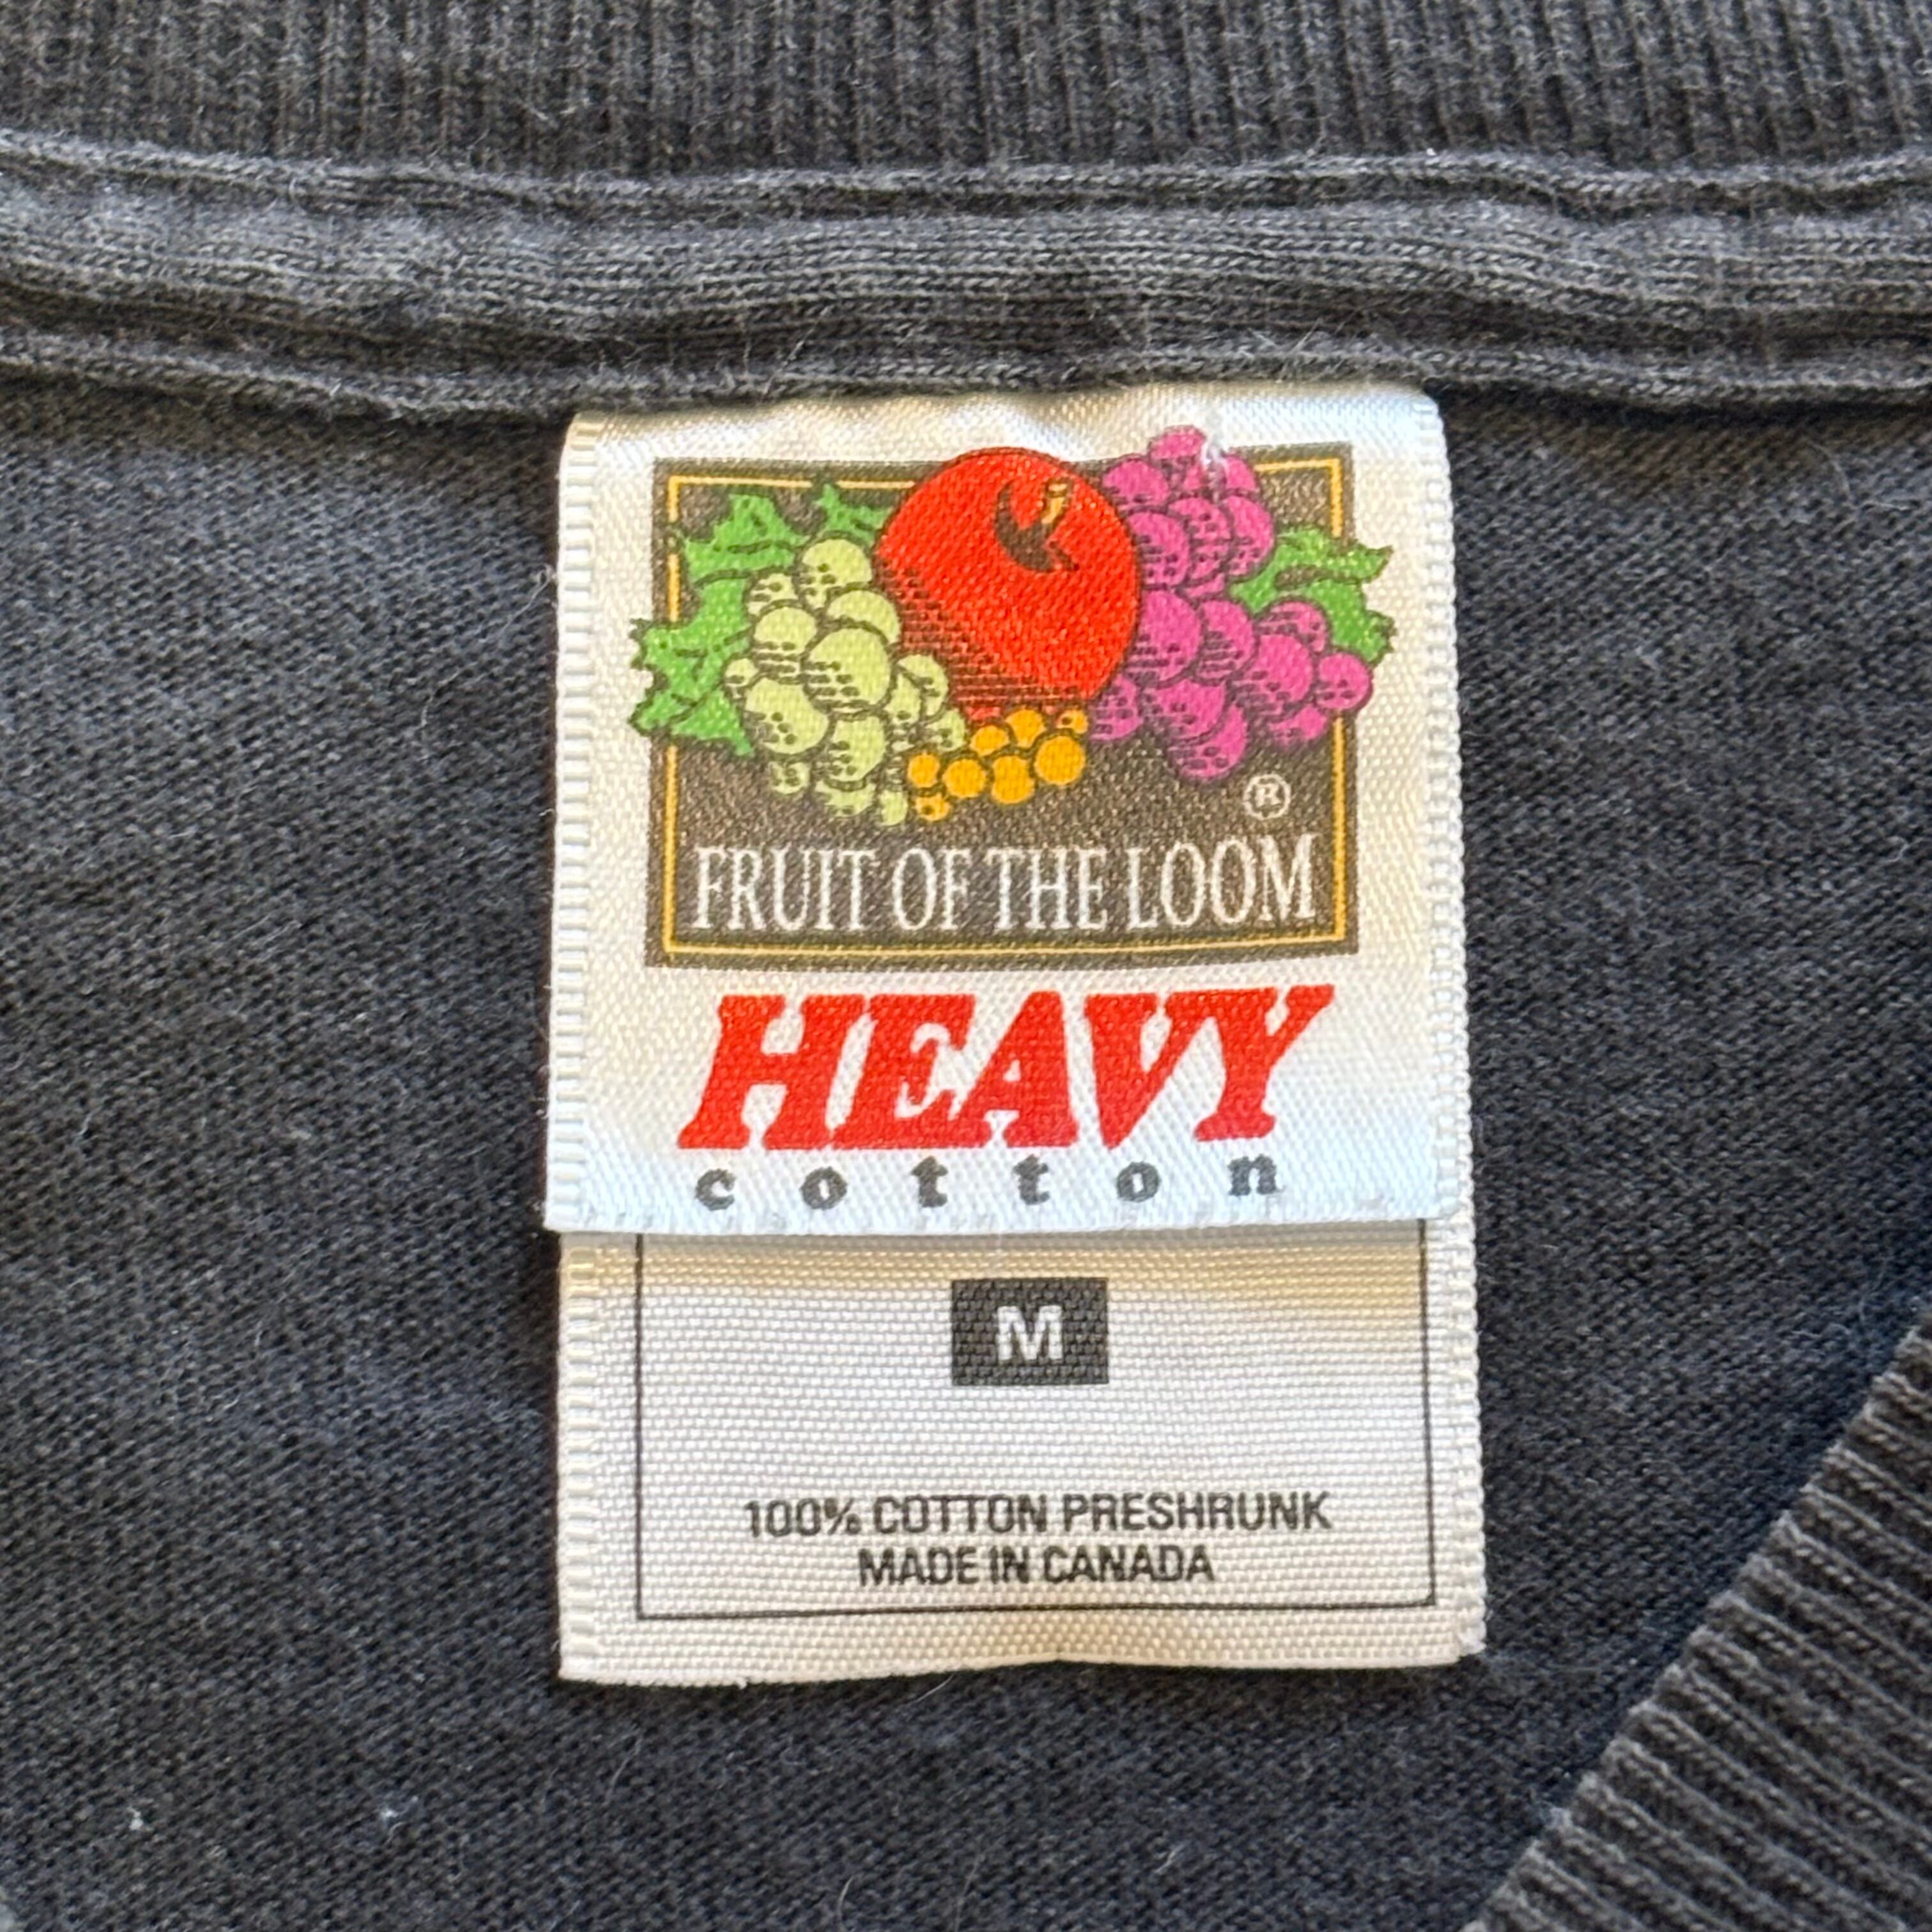 ®
FRUIT OF THE LOOM
HEAVY
cotton
M
100% COTTON PRESHRUNK
MADE IN CANADA